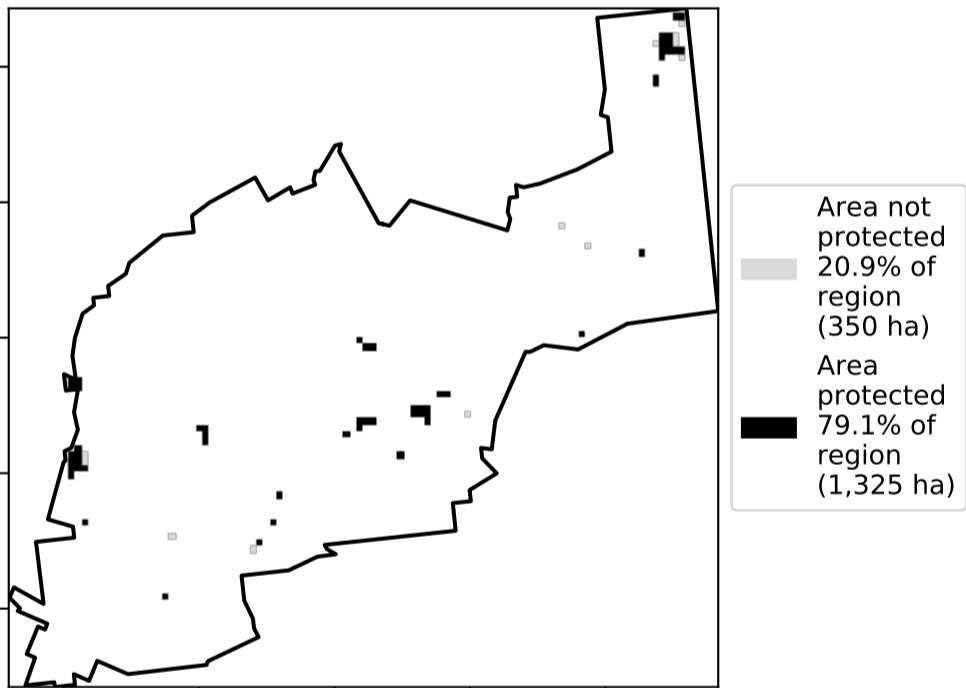 Area not
protected
20.9% of
region
(350 ha)
Area
protected
79.1% of
region
(1,325 ha)